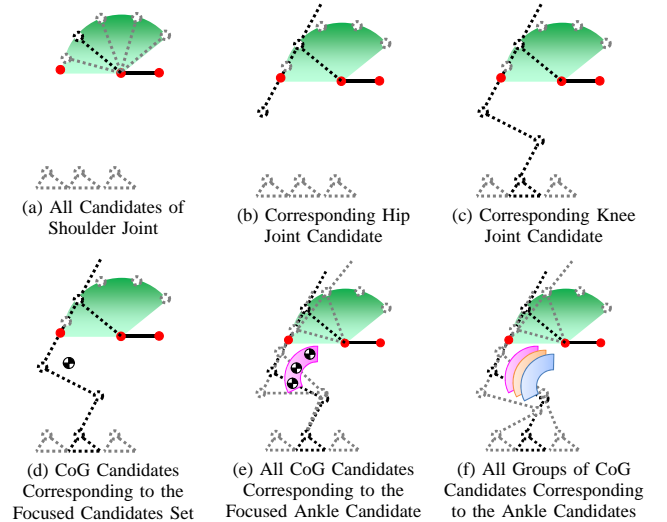 (a) All Candidates of
Shoulder Joint
(b) Corresponding Hip
Joint Candidate
(c) Corresponding Knee
Joint Candidate
(d) CoG Candidates
Corresponding to the
Focused Candidates Set
(e) All CoG Candidates
Corresponding to the
Focused Ankle Candidate
(f) All Groups of CoG
Candidates Corresponding
to the Ankle Candidates